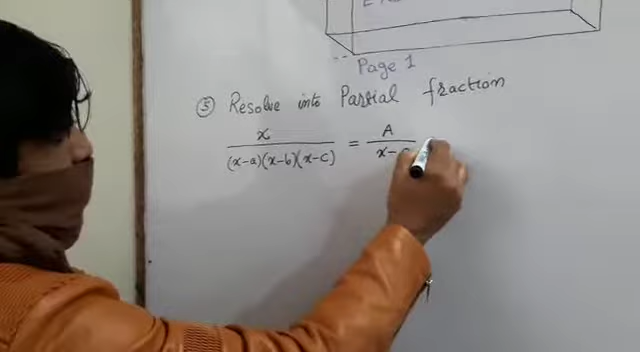 Page 1
⑤ Resolve into Partial fraction
x/((x-a)(x-b)(x-c)) = A/(x-